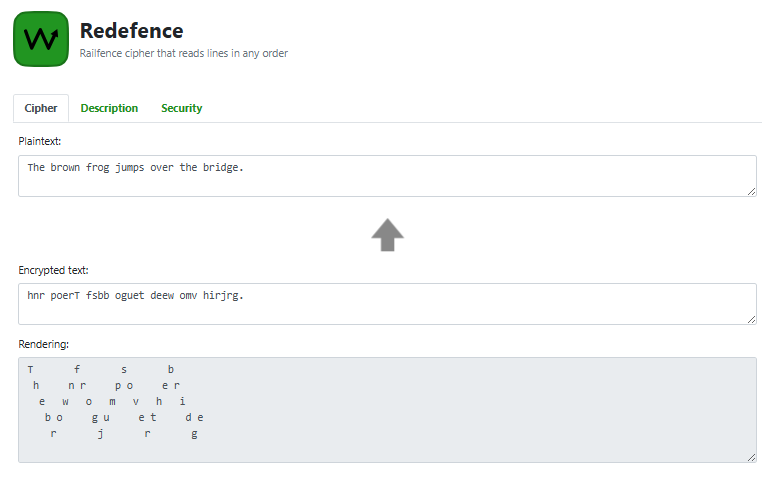 Redefence
Railfence cipher that reads lines in any order
Cipher Description Security
Plaintext:
The brown frog jumps over the bridge.
Encrypted text:
hnr poerT fsbb oguet deew omv hirjrg.
Rendering:
T       f       s       b
 h     n r     p o     e r
  e   w   o   m   v   h   i
   b o     g u     e t     d e
    r       j       r       g